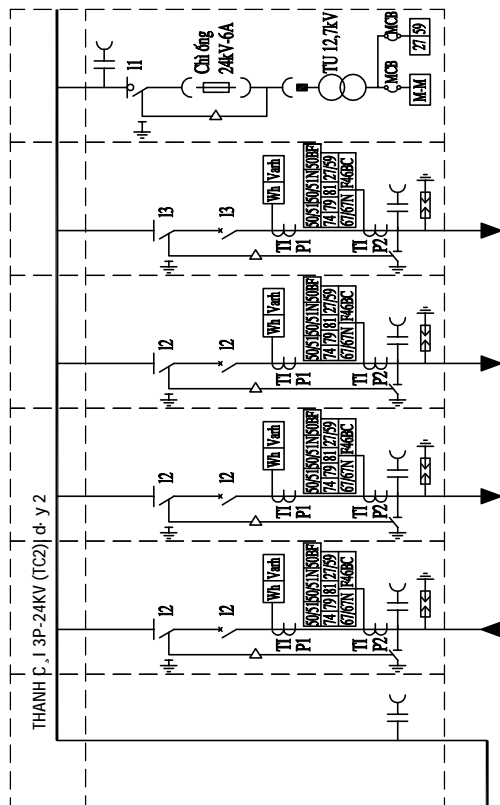 THANH C¸I 3P-24KV (TC2) d·y 2
11
Chì ống
24kV-6A
TU 12,7kV
MCB
MCB
27 59
M-M
13
13
Wh Varh
TI
P1
50/51 50/51N 50BF
74 79 81 27/59
67/67N F46BC
TI
P2
12
12
Wh Varh
TI
P1
50/51 50/51N 50BF
74 79 81 27/59
67/67N F46BC
TI
P2
12
12
Wh Varh
TI
P1
50/51 50/51N 50BF
74 79 81 27/59
67/67N F46BC
TI
P2
12
12
Wh Varh
TI
P1
50/51 50/51N 50BF
74 79 81 27/59
67/67N F46BC
TI
P2